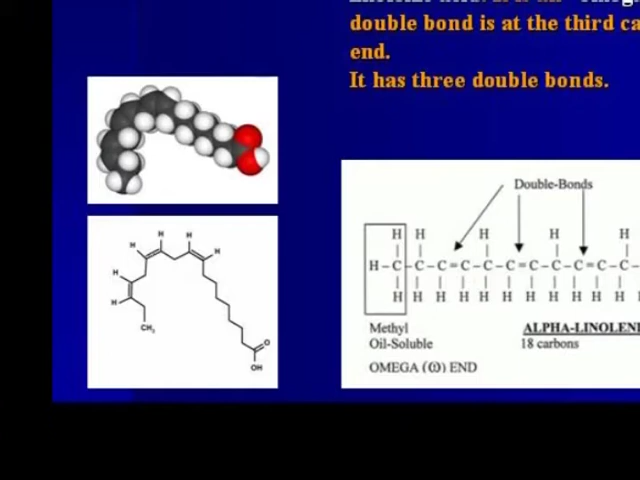 double bond is at the third ca
end.
It has three double bonds.
Double-Bonds
H H H H H
H–C–C–C=C–C–C=C–C–C=C–C
H H H H H H H H H H H
Methyl
Oil-Soluble
OMEGA (ω) END
ALPHA-LINOLEN
18 carbons
H
H
H
H
H
H
CH₃
O
OH